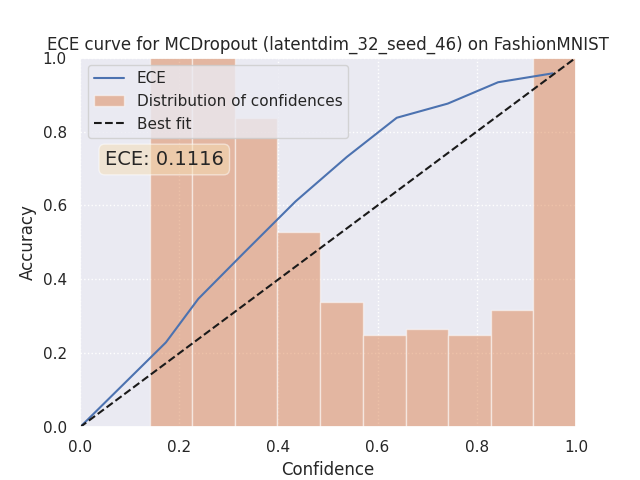 ECE curve for MCDropout (latentdim_32_seed_46) on FashionMNIST
1.0
0.8
0.6
0.4
0.2
0.0
Accuracy
ECE
Distribution of confidences
Best fit
ECE: 0.1116
0.0 0.2 0.4 0.6 0.8 1.0
Confidence